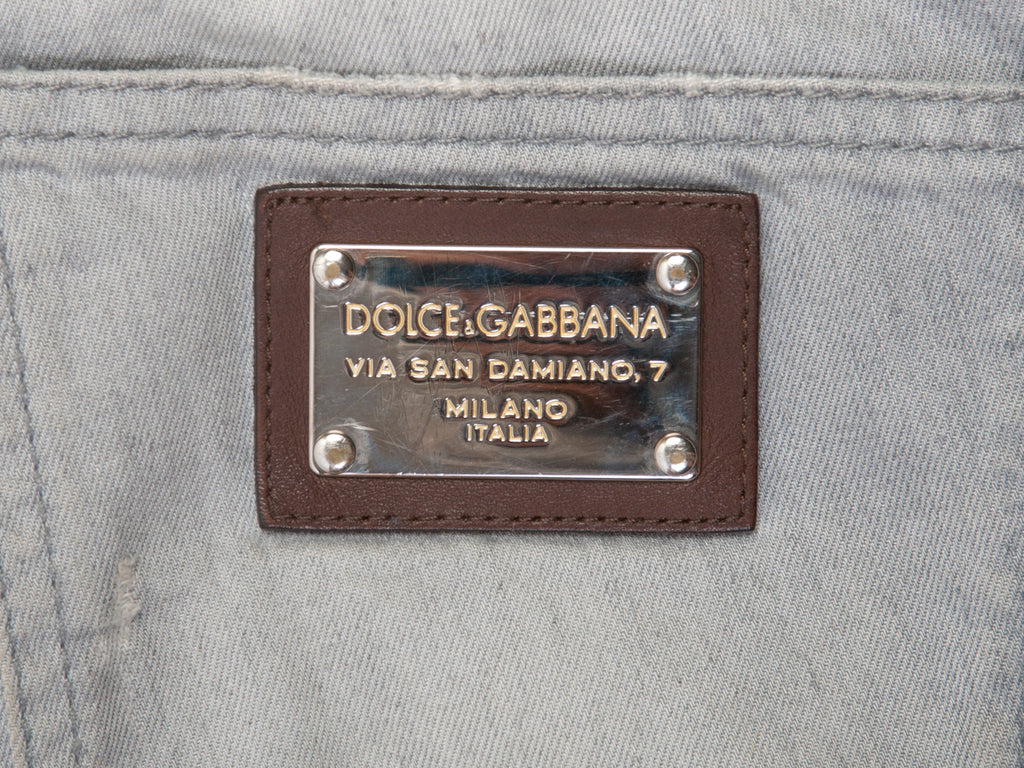 DOLCE&GABBANA
VIA SAN DAMIANO, 7
MILANO
ITALIA